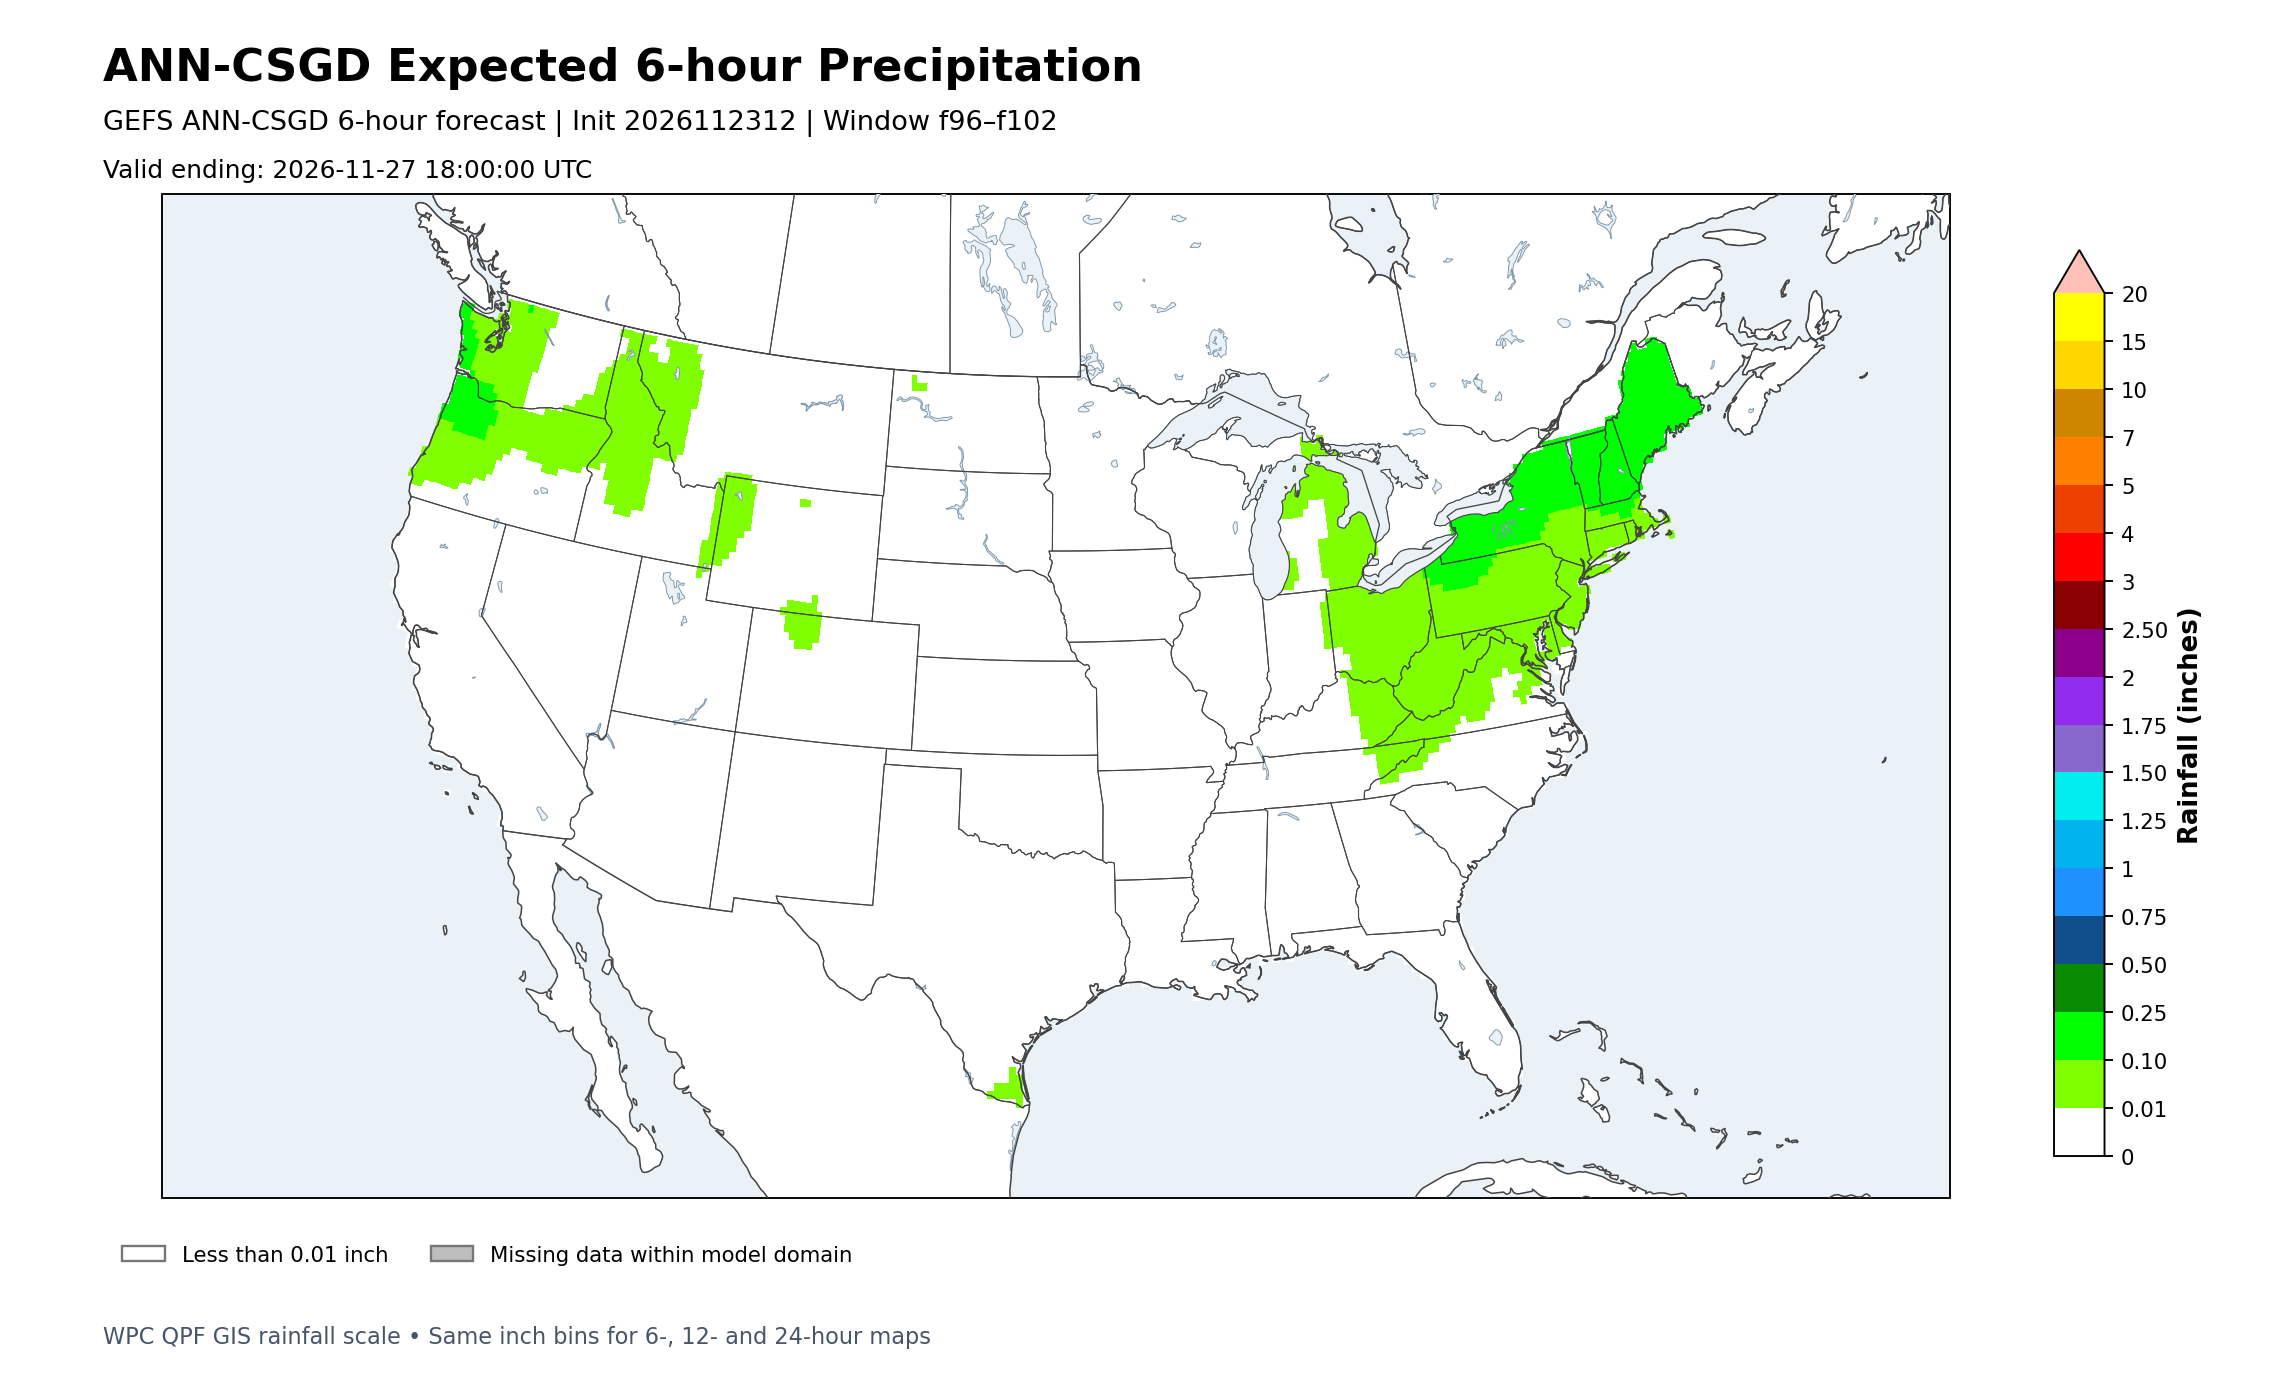 ANN-CSGD Expected 6-hour Precipitation
GEFS ANN-CSGD 6-hour forecast | Init 2026112312 | Window f96–f102
Valid ending: 2026-11-27 18:00:00 UTC
20
15
10
7
5
4
3
2.50
2
1.75
1.50
1.25
1
0.75
0.50
0.25
0.10
0.01
0
Rainfall (inches)
Less than 0.01 inch
Missing data within model domain
WPC QPF GIS rainfall scale • Same inch bins for 6-, 12- and 24-hour maps